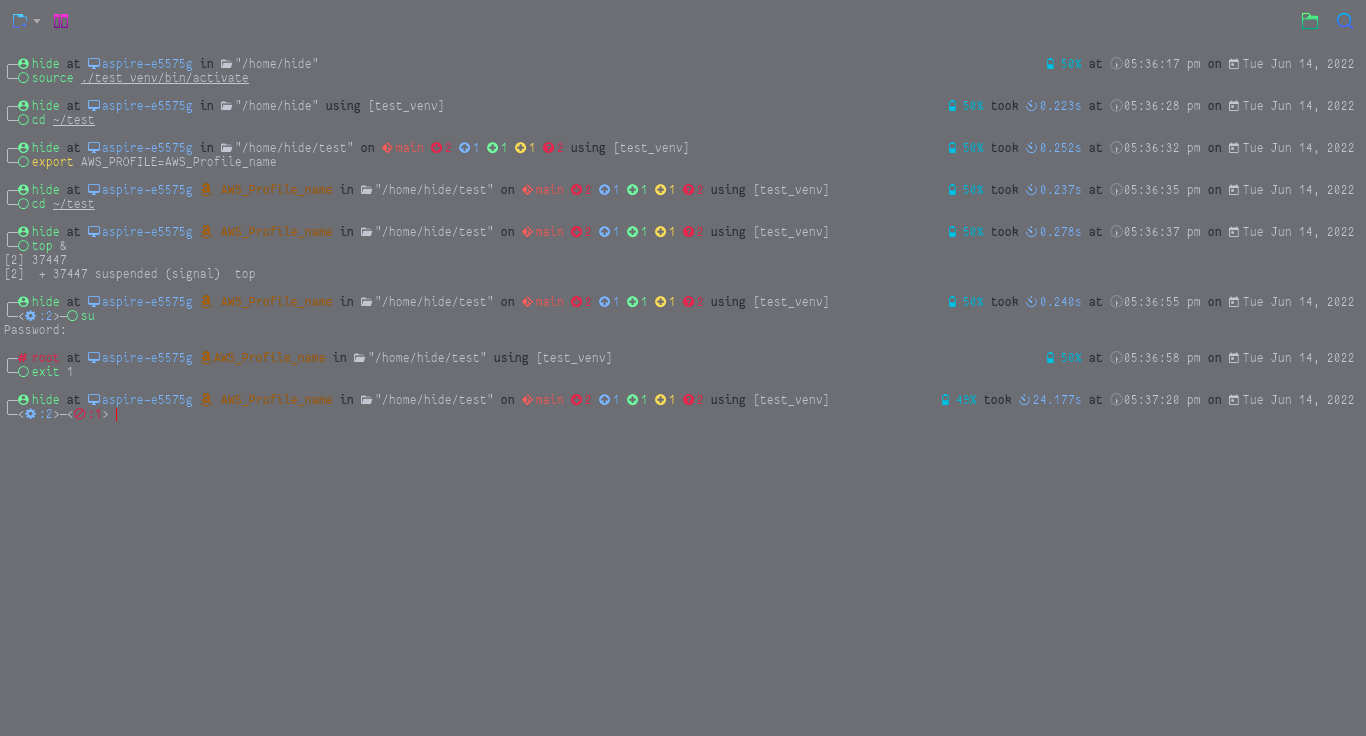 hide at aspire-e5575g in "/home/hide" 50% at 05:36:17 pm on Tue Jun 14, 2022
source ./test_venv/bin/activate
hide at aspire-e5575g in "/home/hide" using [test_venv] 50% took 0.223s at 05:36:28 pm on Tue Jun 14, 2022
cd ~/test
hide at aspire-e5575g in "/home/hide/test" on main 2 1 1 1 2 using [test_venv] 50% took 0.252s at 05:36:32 pm on Tue Jun 14, 2022
export AWS_PROFILE=AWS_Profile_name
hide at aspire-e5575g AWS_Profile_name in "/home/hide/test" on main 2 1 1 1 2 using [test_venv] 50% took 0.237s at 05:36:35 pm on Tue Jun 14, 2022
cd ~/test
hide at aspire-e5575g AWS_Profile_name in "/home/hide/test" on main 2 1 1 1 2 using [test_venv] 50% took 0.278s at 05:36:37 pm on Tue Jun 14, 2022
top &
[2] 37447
[2]  + 37447 suspended (signal)  top
hide at aspire-e5575g AWS_Profile_name in "/home/hide/test" on main 2 1 1 1 2 using [test_venv] 50% took 0.240s at 05:36:55 pm on Tue Jun 14, 2022
< :2>—su
Password:
# root at aspire-e5575g AWS_Profile_name in "/home/hide/test" using [test_venv] 50% at 05:36:58 pm on Tue Jun 14, 2022
exit 1
hide at aspire-e5575g AWS_Profile_name in "/home/hide/test" on main 2 1 1 1 2 using [test_venv] 49% took 24.177s at 05:37:20 pm on Tue Jun 14, 2022
< :2>—< :1>